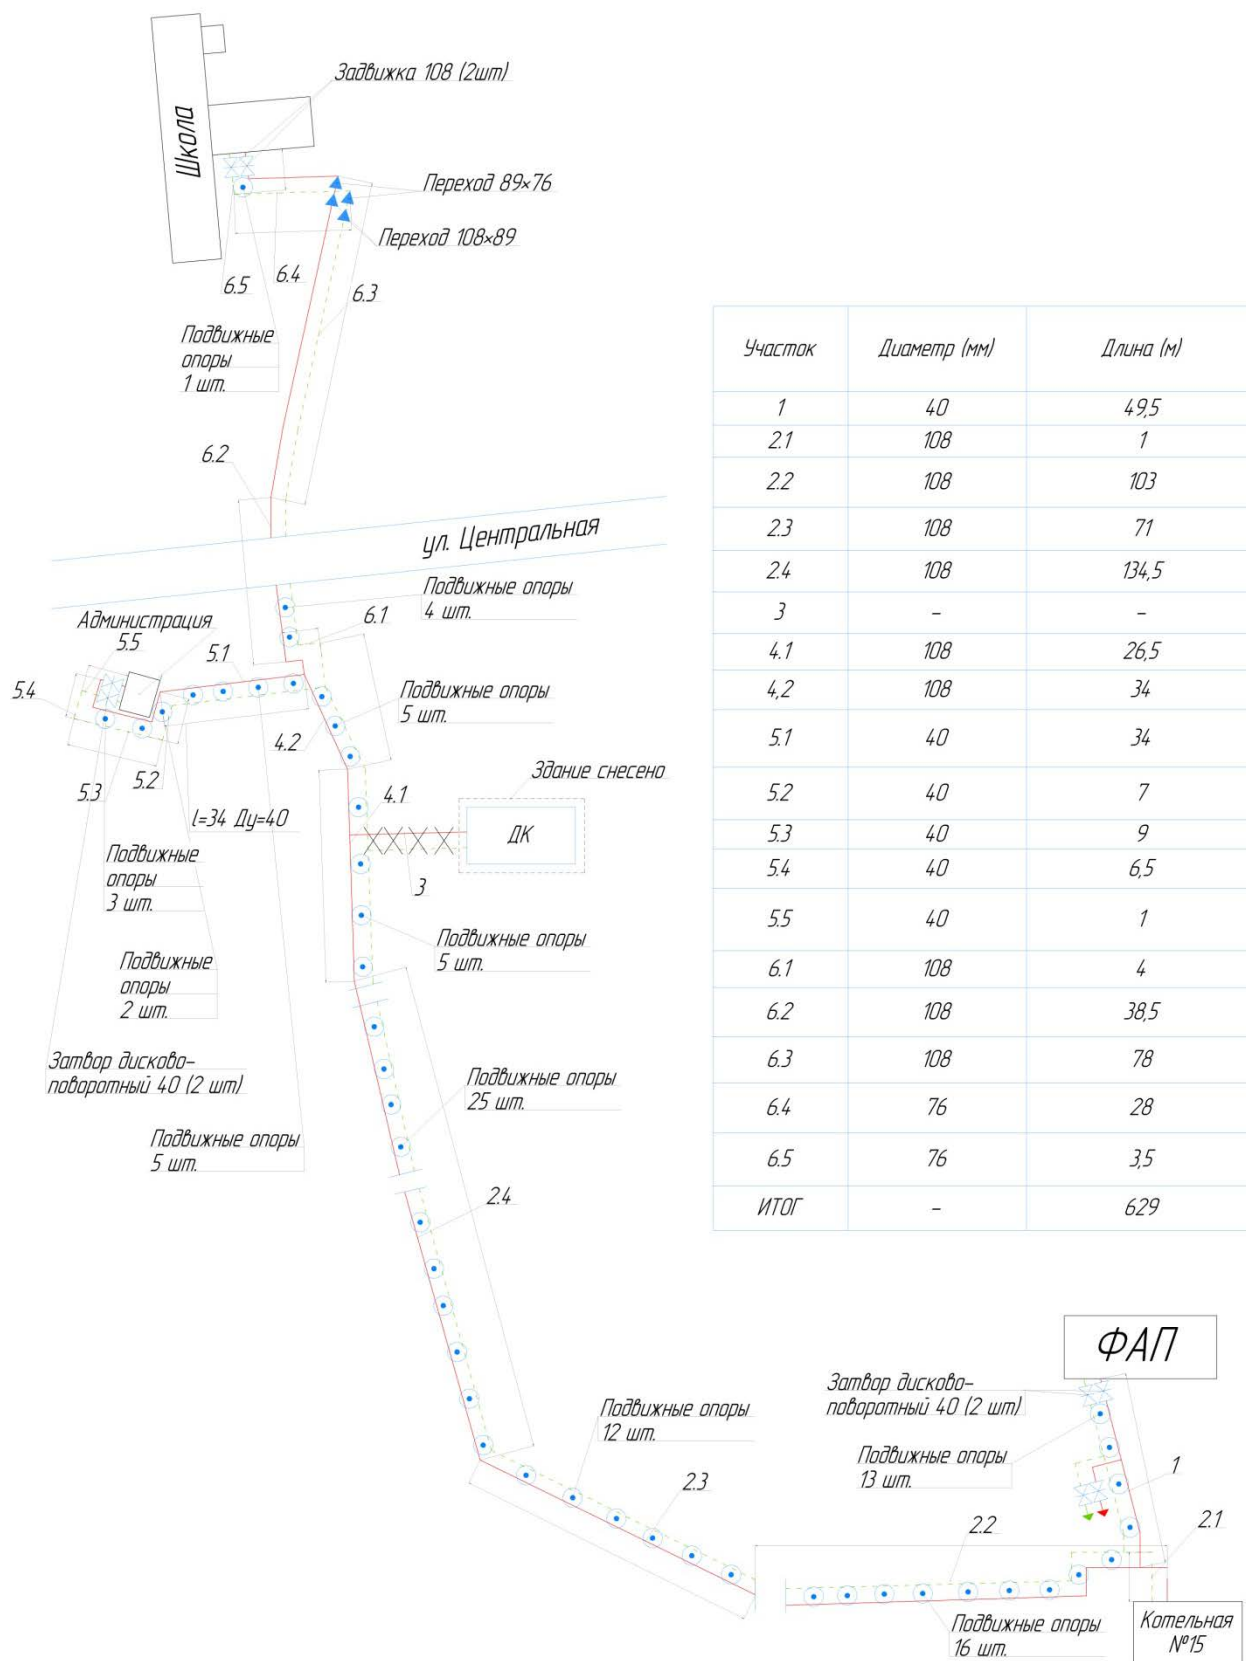 Школа
Задвижка 108 (2шт)
Переход 89×76
Переход 108×89
6.5
6.4
6.3
Подвижные
опоры
1 шт.
6.2
ул. Центральная
Подвижные опоры
4 шт.
6.1
Администрация
5.5
5.1
5.4
Подвижные опоры
5 шт.
4.2
5.2
5.3
l=34 Ду=40
Здание снесено
4.1
ДК
3
Подвижные
опоры
3 шт.
Подвижные опоры
5 шт.
Подвижные
опоры
2 шт.
Затвор дисково-
поворотный 40 (2 шт)
Подвижные опоры
25 шт.
Подвижные опоры
5 шт.
2.4
Участок Диаметр (мм) Длина (м)
1 40 49,5
2.1 108 1
2.2 108 103
2.3 108 71
2.4 108 134,5
3 – –
4.1 108 26,5
4,2 108 34
5.1 40 34
5.2 40 7
5.3 40 9
5.4 40 6,5
5.5 40 1
6.1 108 4
6.2 108 38,5
6.3 108 78
6.4 76 28
6.5 76 3,5
ИТОГ – 629
ФАП
Затвор дисково-
поворотный 40 (2 шт)
Подвижные опоры
12 шт.
Подвижные опоры
13 шт.
1
2.3
2.1
2.2
Подвижные опоры
16 шт.
Котельная
№15